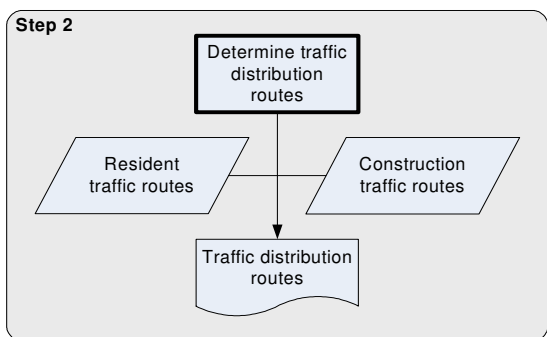 Step 2
Determine traffic
distribution
routes
Resident
traffic routes
Construction
traffic routes
Traffic distribution
routes